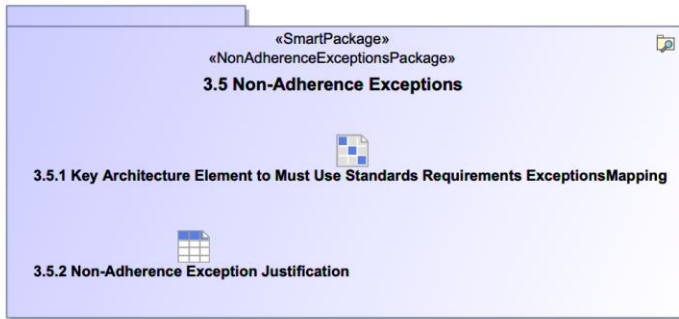 «SmartPackage»
«NonAdherenceExceptionsPackage»
3.5 Non-Adherence Exceptions
3.5.1 Key Architecture Element to Must Use Standards Requirements ExceptionsMapping
3.5.2 Non-Adherence Exception Justification